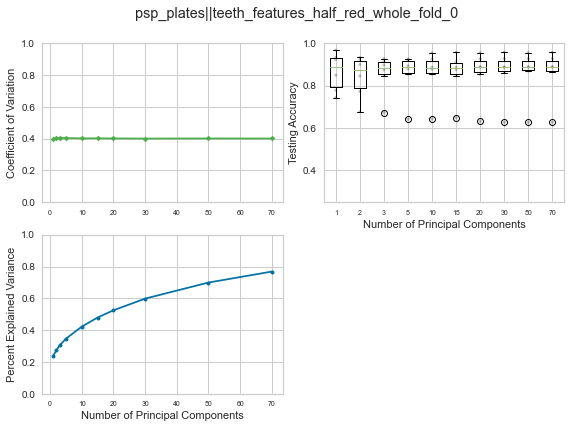 psp_plates||teeth_features_half_red_whole_fold_0
Coefficient of Variation
1.0
0.8
0.6
0.4
0.2
0.0
0 10 20 30 40 50 60 70
Testing Accuracy
1.0
0.8
0.6
0.4
1 2 3 5 10 15 20 30 50 70
Number of Principal Components
Percent Explained Variance
1.0
0.8
0.6
0.4
0.2
0.0
0 10 20 30 40 50 60 70
Number of Principal Components